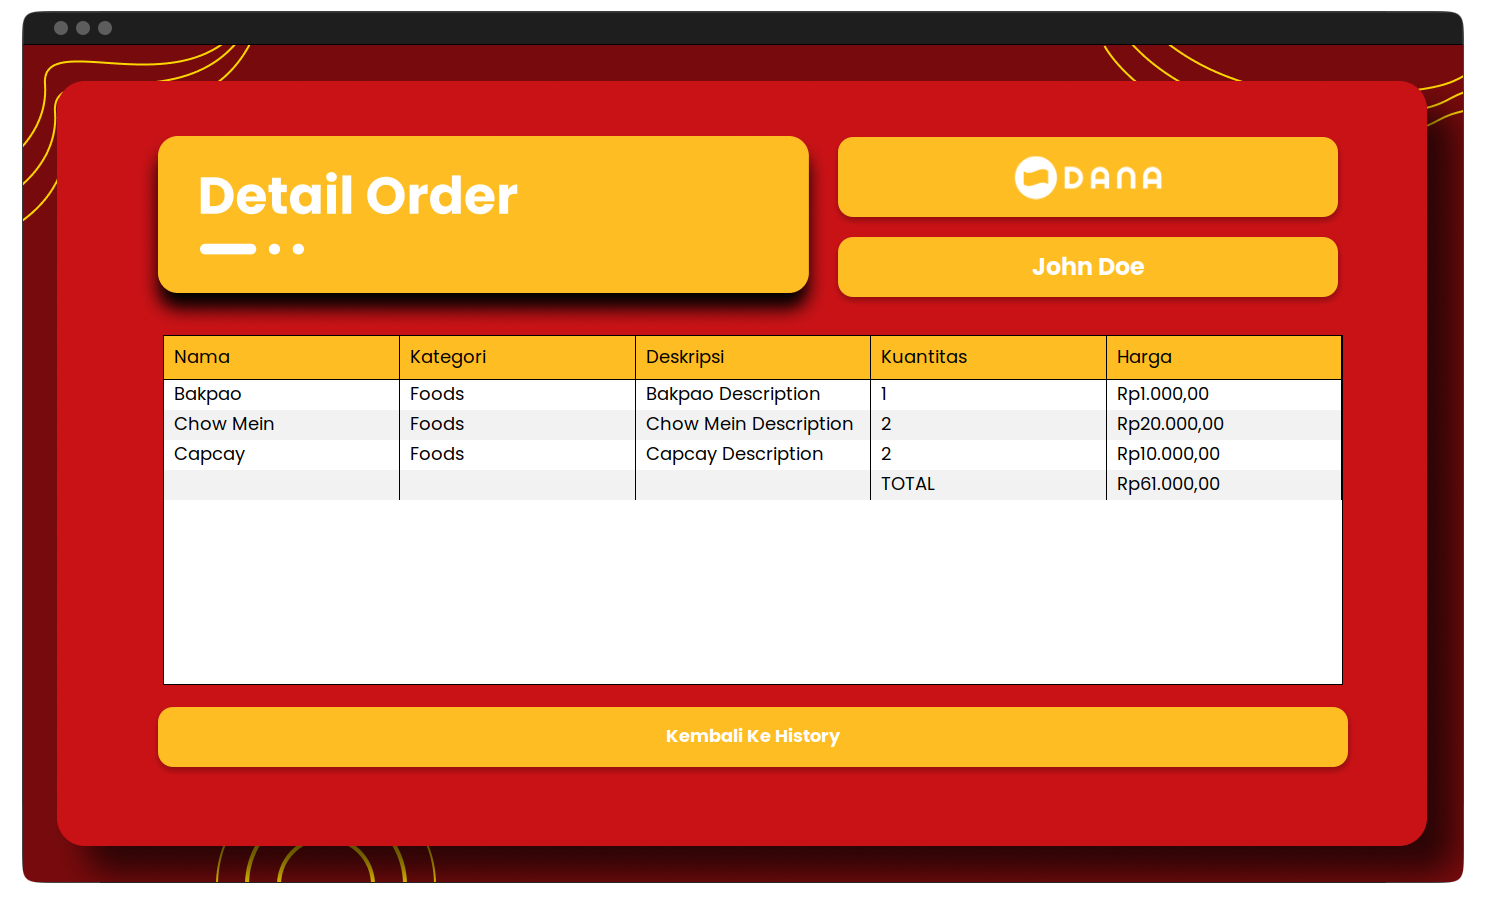 Detail Order
DANA
John Doe
Nama Kategori Deskripsi Kuantitas Harga
Bakpao Foods Bakpao Description 1 Rp1.000,00
Chow Mein Foods Chow Mein Description 2 Rp20.000,00
Capcay Foods Capcay Description 2 Rp10.000,00
TOTAL Rp61.000,00
Kembali Ke History